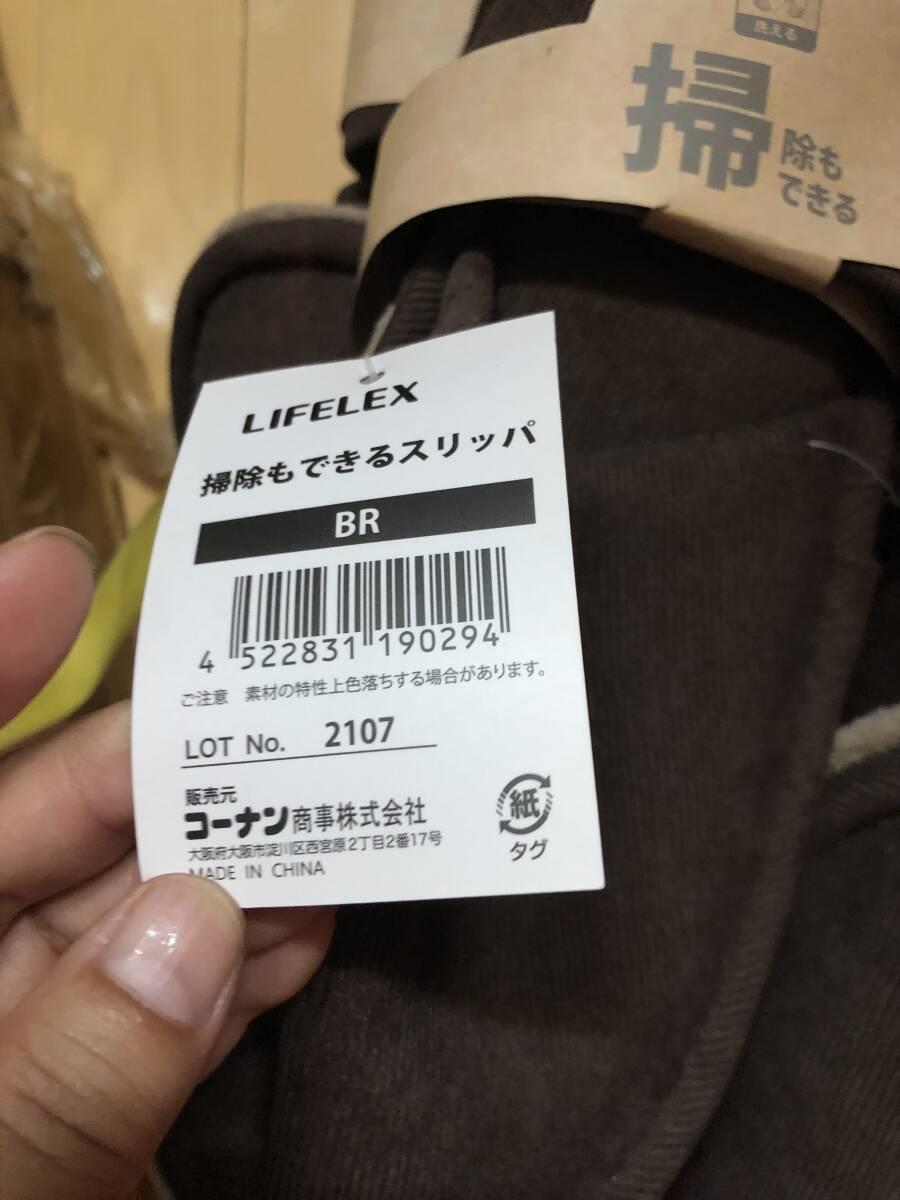 洗える
掃除も
できる
LIFELEX
掃除もできるスリッパ
BR
4 522831 190294
ご注意 素材の特性上色落ちする場合があります。
LOT No. 2107
販売元
コーナン商事株式会社
大阪府大阪市淀川区西宮原2丁目2番17号
MADE IN CHINA
紙
タグ